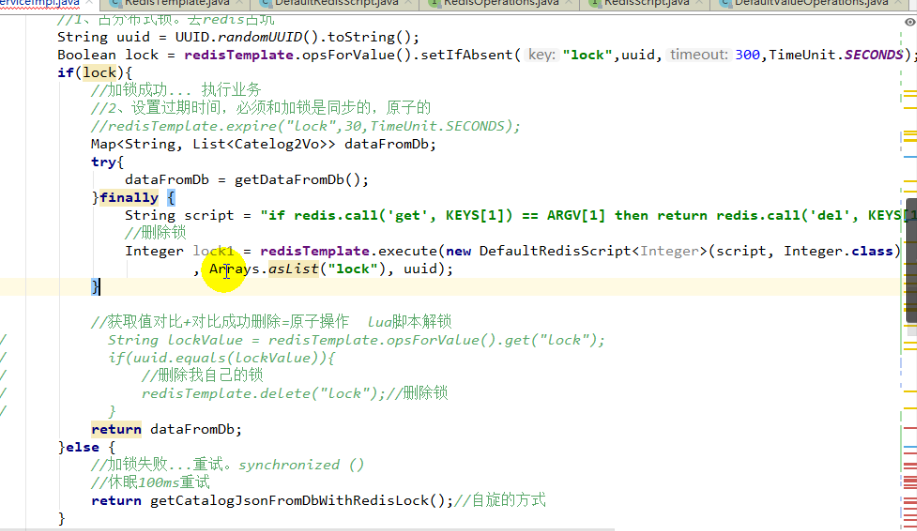 erviceImpl.java RedisTemplate.java DefaultRedisScript.java RedisOperations.java RedisScript.java DefaultValueOperations.java
//1、占分布式锁。去redis占坑
String uuid = UUID.randomUUID().toString();
Boolean lock = redisTemplate.opsForValue().setIfAbsent( key: "lock",uuid, timeout: 300,TimeUnit.SECONDS);
if(lock){
//加锁成功... 执行业务
//2、设置过期时间，必须和加锁是同步的，原子的
//redisTemplate.expire("lock",30,TimeUnit.SECONDS);
Map<String, List<Catelog2Vo>> dataFromDb;
try{
dataFromDb = getDataFromDb();
}finally {
String script = "if redis.call('get', KEYS[1]) == ARGV[1] then return redis.call('del', KEYS[1
//删除锁
Integer lock1 = redisTemplate.execute(new DefaultRedisScript<Integer>(script, Integer.class)
, Arrays.asList("lock"), uuid);
}
//获取值对比+对比成功删除=原子操作 lua脚本解锁
/ String lockValue = redisTemplate.opsForValue().get("lock");
/ if(uuid.equals(lockValue)){
/ //删除我自己的锁
/ redisTemplate.delete("lock");//删除锁
/ }
return dataFromDb;
}else {
//加锁失败...重试。synchronized ()
//休眠100ms重试
return getCatalogJsonFromDbWithRedisLock();//自旋的方式
}